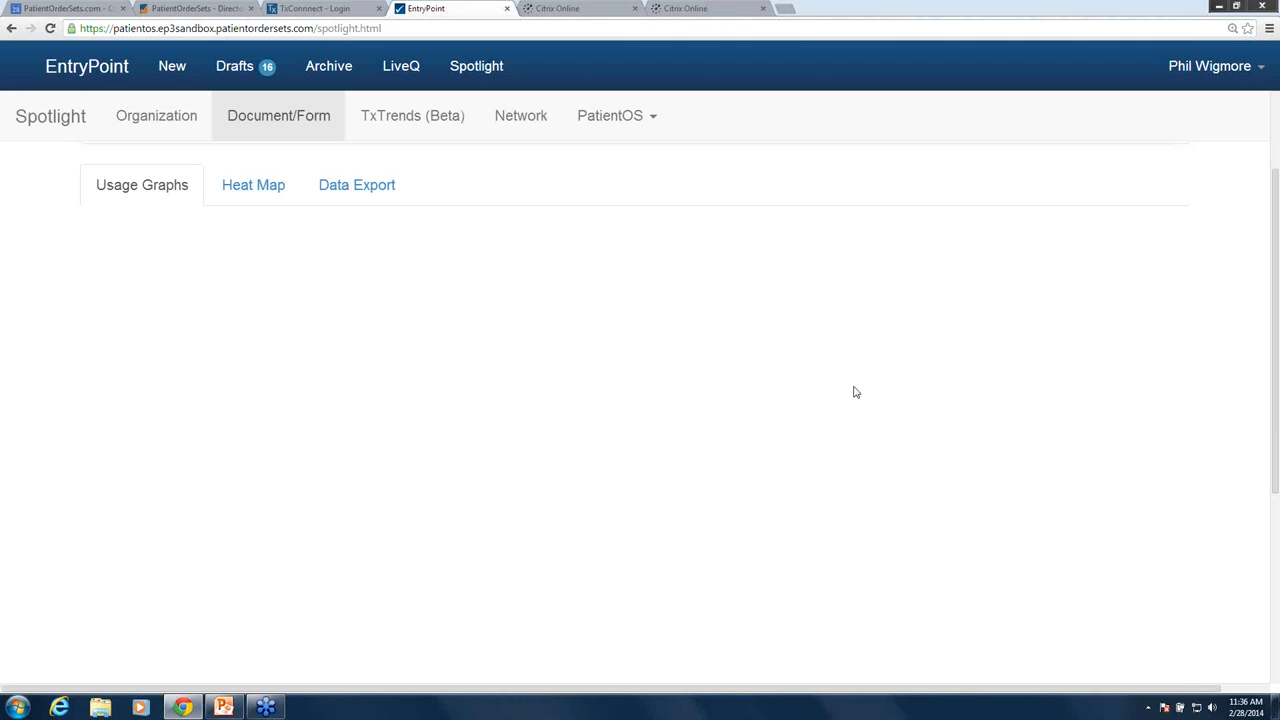 PatientOrderSets.com - C
PatientOrderSets - Direct
TxConnnect - Login
EntryPoint
Citrix Online
Citrix Online
https://patientos.ep3sandbox.patientordersets.com/spotlight.html
EntryPoint New Drafts 16 Archive LiveQ Spotlight Phil Wigmore
Spotlight Organization Document/Form TxTrends (Beta) Network PatientOS
Usage Graphs Heat Map Data Export
11:36 AM
2/28/2014